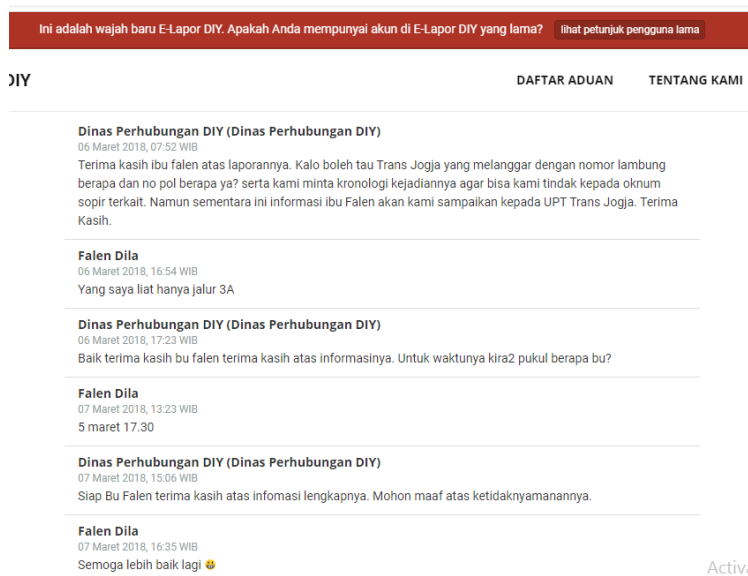 Ini adalah wajah baru E-Lapor DIY. Apakah Anda mempunyai akun di E-Lapor DIY yang lama? lihat petunjuk pengguna lama
DIY DAFTAR ADUAN TENTANG KAMI
Dinas Perhubungan DIY (Dinas Perhubungan DIY)
06 Maret 2018, 07:52 WIB
Terima kasih ibu falen atas laporannya. Kalo boleh tau Trans Jogja yang melanggar dengan nomor lambung
berapa dan no pol berapa ya? serta kami minta kronologi kejadiannya agar bisa kami tindak kepada oknum
sopir terkait. Namun sementara ini informasi ibu Falen akan kami sampaikan kepada UPT Trans Jogja. Terima
Kasih.
Falen Dila
06 Maret 2018, 16:54 WIB
Yang saya liat hanya jalur 3A
Dinas Perhubungan DIY (Dinas Perhubungan DIY)
06 Maret 2018, 17:23 WIB
Baik terima kasih bu falen terima kasih atas informasinya. Untuk waktunya kira2 pukul berapa bu?
Falen Dila
07 Maret 2018, 13:23 WIB
5 maret 17.30
Dinas Perhubungan DIY (Dinas Perhubungan DIY)
07 Maret 2018, 15:06 WIB
Siap Bu Falen terima kasih atas infomasi lengkapnya. Mohon maaf atas ketidaknyamanannya.
Falen Dila
07 Maret 2018, 16:35 WIB
Semoga lebih baik lagi 😃
Activa